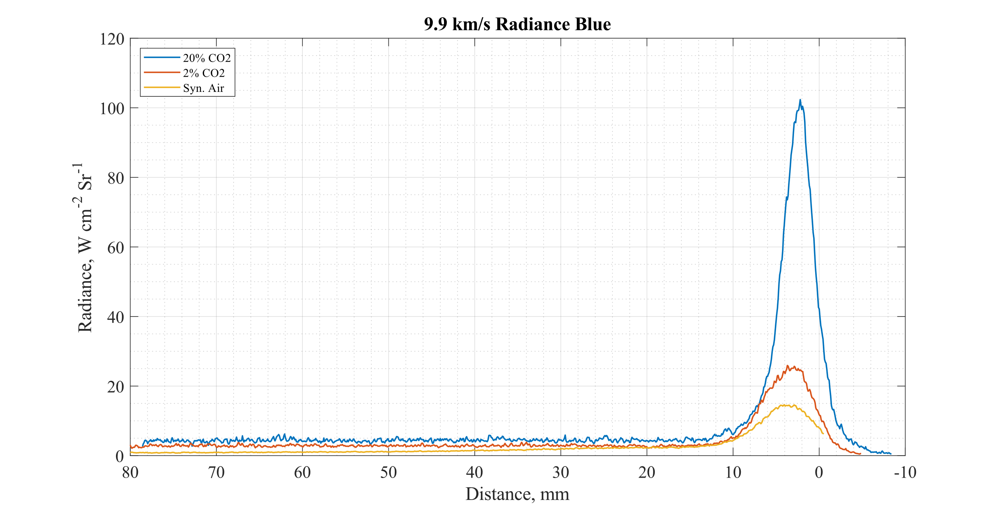 9.9 km/s Radiance Blue
20% CO2
2% CO2
Syn. Air
Radiance, W cm-2 Sr-1
120
100
80
60
40
20
0
80 70 60 50 40 30 20 10 0 -10
Distance, mm